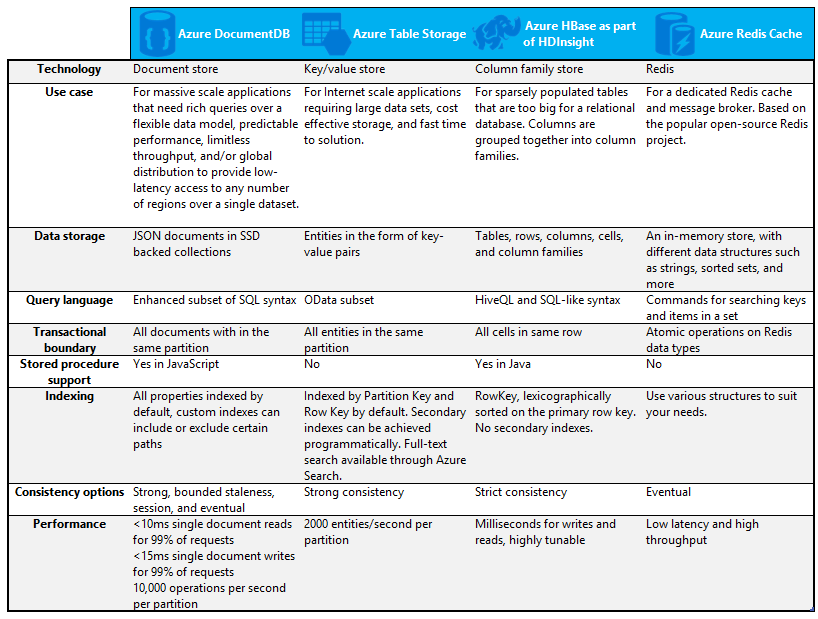 Azure DocumentDB
Azure Table Storage
Azure HBase as part
of HDInsight
Azure Redis Cache
Technology
Document store
Key/value store
Column family store
Redis
Use case
For massive scale applications
that need rich queries over a
flexible data model, predictable
performance, limitless
throughput, and/or global
distribution to provide low-
latency access to any number
of regions over a single dataset.
For Internet scale applications
requiring large data sets, cost
effective storage, and fast time
to solution.
For sparsely populated tables
that are too big for a relational
database. Columns are
grouped together into column
families.
For a dedicated Redis cache
and message broker. Based on
the popular open-source Redis
project.
Data storage
JSON documents in SSD
backed collections
Entities in the form of key-
value pairs
Tables, rows, columns, cells,
and column families
An in-memory store, with
different data structures such
as strings, sorted sets, and
more
Query language
Enhanced subset of SQL syntax
OData subset
HiveQL and SQL-like syntax
Commands for searching keys
and items in a set
Transactional
boundary
All documents with in the
same partition
All entities in the same
partition
All cells in same row
Atomic operations on Redis
data types
Stored procedure
support
Yes in JavaScript
No
Yes in Java
No
Indexing
All properties indexed by
default, custom indexes can
include or exclude certain
paths
Indexed by Partition Key and
Row Key by default. Secondary
indexes can be achieved
programmatically. Full-text
search available through Azure
Search.
RowKey, lexicographically
sorted on the primary row key.
No secondary indexes.
Use various structures to suit
your needs.
Consistency options
Strong, bounded staleness,
session, and eventual
Strong consistency
Strict consistency
Eventual
Performance
<10ms single document reads
for 99% of requests
<15ms single document writes
for 99% of requests
10,000 operations per second
per partition
2000 entities/second per
partition
Milliseconds for writes and
reads, highly tunable
Low latency and high
throughput